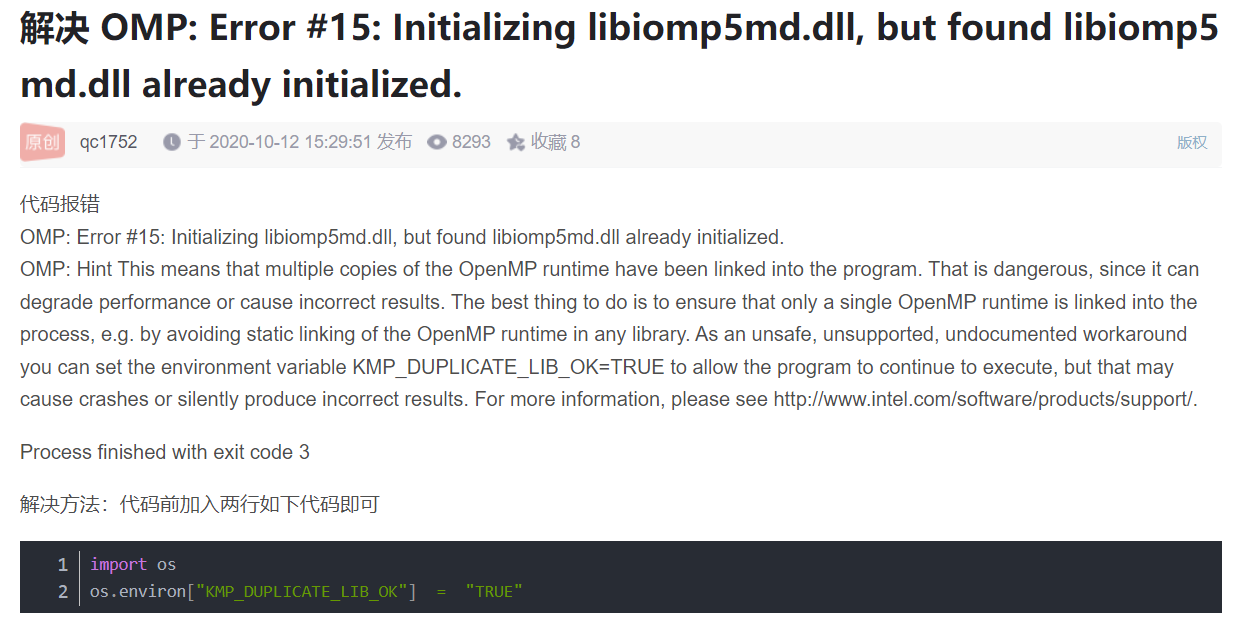 解决 OMP: Error #15: Initializing libiomp5md.dll, but found libiomp5
md.dll already initialized.
原创 qc1752 于 2020-10-12 15:29:51 发布 8293 收藏 8 版权
代码报错
OMP: Error #15: Initializing libiomp5md.dll, but found libiomp5md.dll already initialized.
OMP: Hint This means that multiple copies of the OpenMP runtime have been linked into the program. That is dangerous, since it can
degrade performance or cause incorrect results. The best thing to do is to ensure that only a single OpenMP runtime is linked into the
process, e.g. by avoiding static linking of the OpenMP runtime in any library. As an unsafe, unsupported, undocumented workaround
you can set the environment variable KMP_DUPLICATE_LIB_OK=TRUE to allow the program to continue to execute, but that may
cause crashes or silently produce incorrect results. For more information, please see http://www.intel.com/software/products/support/.
Process finished with exit code 3
解决方法：代码前加入两行如下代码即可
1 import os
2 os.environ["KMP_DUPLICATE_LIB_OK"]  =  "TRUE"